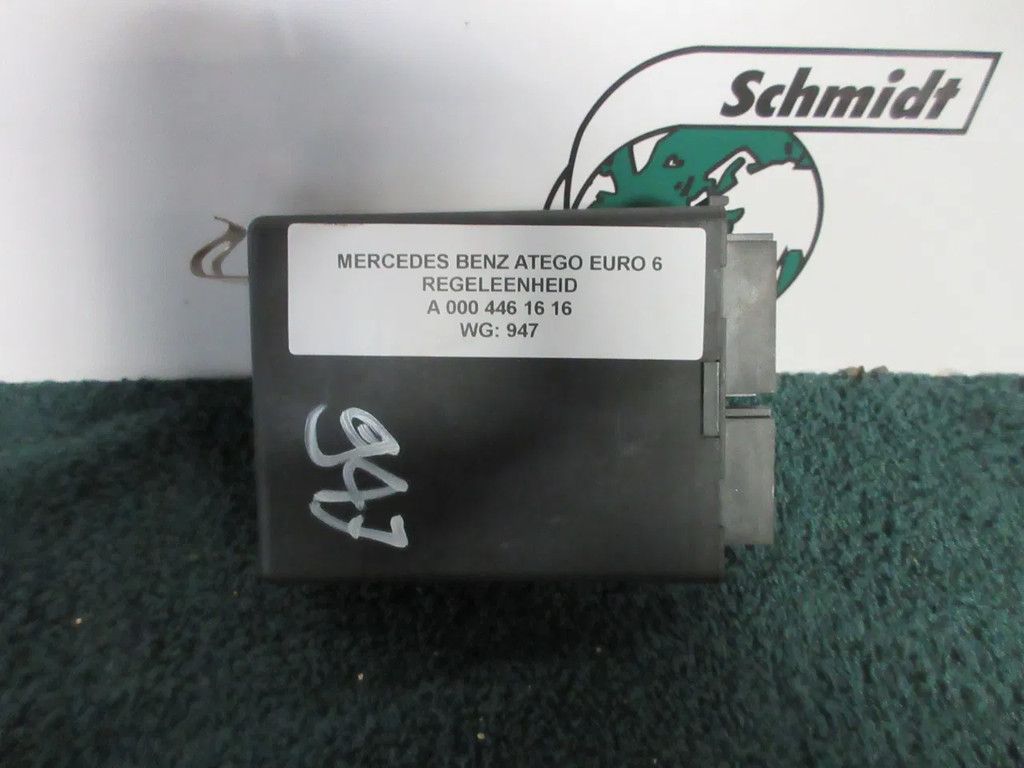 Schmidt
MERCEDES BENZ ATEGO EURO 6
REGELEENHEID
A 000 446 16 16
WG: 947
947